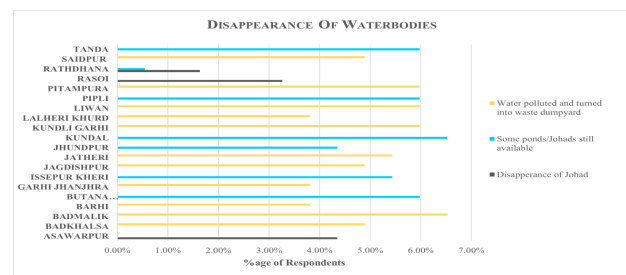 DISAPPEARANCE OF WATERBODIES
TANDA
SAIDPUR
RATHDHANA
RASOI
PITAMPURA
PIPLI
LIWAN
LALHERI KHURD
KUNDLI GARHI
KUNDAL
JHUNDPUR
JATHERI
JAGDISHPUR
ISSEPUR KHERI
GARHI JHANJHRA
BUTANA…
BARHI
BADMALIK
BADKHALSA
ASAWARPUR
0.00% 1.00% 2.00% 3.00% 4.00% 5.00% 6.00% 7.00%
%age of Respondents
Water polluted and turned
into waste dumpyard
Some ponds/Johads still
available
Disapperance of Johad